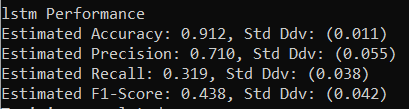 lstm Performance
Estimated Accuracy: 0.912, Std Ddv: (0.011)
Estimated Precision: 0.710, Std Ddv: (0.055)
Estimated Recall: 0.319, Std Ddv: (0.038)
Estimated F1-Score: 0.438, Std Ddv: (0.042)